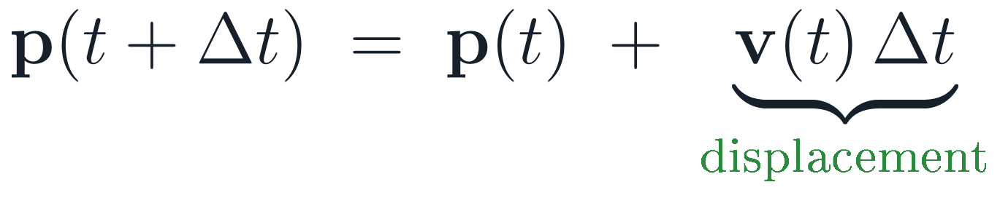 p(t + Δt) = p(t) + v(t) Δt
displacement